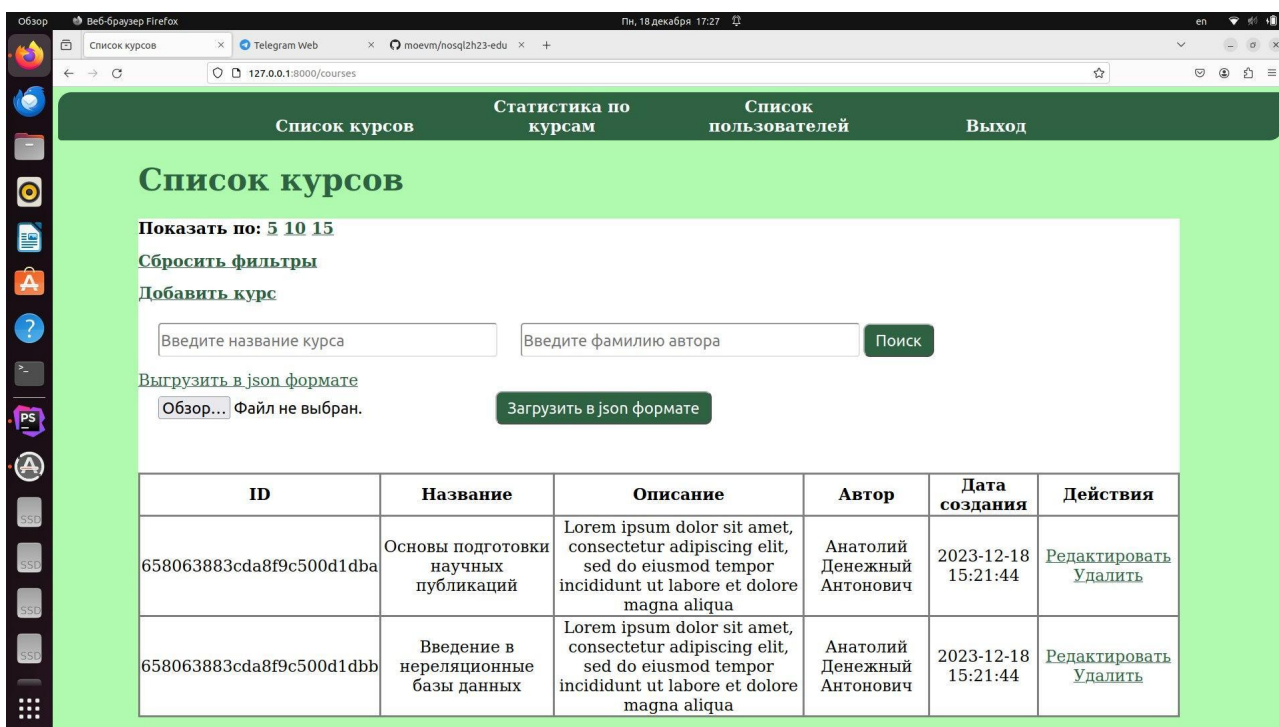 Обзор Веб-браузер Firefox Пн, 18 декабря 17:27 en
Список курсов × Telegram Web × moevm/nosql2h23-edu × +
127.0.0.1:8000/courses
Список курсов Статистика по курсам Список пользователей Выход
Список курсов
Показать по: 5 10 15
Сбросить фильтры
Добавить курс
Введите название курса Введите фамилию автора Поиск
Выгрузить в json формате
Обзор... Файл не выбран. Загрузить в json формате
ID Название Описание Автор Дата создания Действия
658063883cda8f9c500d1dba
Основы подготовки
научных
публикаций
Lorem ipsum dolor sit amet,
consectetur adipiscing elit,
sed do eiusmod tempor
incididunt ut labore et dolore
magna aliqua
Анатолий
Денежный
Антонович
2023-12-18
15:21:44
Редактировать
Удалить
658063883cda8f9c500d1dbb
Введение в
нереляционные
базы данных
Lorem ipsum dolor sit amet,
consectetur adipiscing elit,
sed do eiusmod tempor
incididunt ut labore et dolore
magna aliqua
Анатолий
Денежный
Антонович
2023-12-18
15:21:44
Редактировать
Удалить
PS
SSD
SSD
SSD
SSD